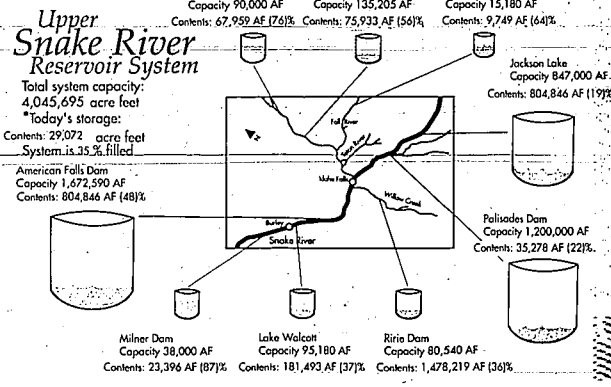 Capacity 90,000 AF
Contents: 67,959 AF (76)%
Capacity 135,205 AF
Contents: 75,933 AF (56)%
Capacity 15,180 AF
Contents: 9,749 AF (64)%
Upper
Snake River
Reservoir System
Total system capacity:
4,045,695 acre feet
*Today's storage:
Contents: 29,072 acre feet
System is 35% filled
Jackson Lake
Capacity 847,000 AF
Contents: 804,846 AF (19)%
American Falls Dam
Capacity 1,672,590 AF
Contents: 804,846 AF (48)%
N
Fall River
Teton River
Idaho Falls
Willow Creek
Burley
Snake River
Palisades Dam
Capacity 1,200,000 AF
Contents: 35,278 AF (22)%
Milner Dam
Capacity 38,000 AF
Contents: 23,396 AF (87)%
Lake Walcott
Capacity 95,180 AF
Contents: 181,493 AF (37)%
Ririe Dam
Capacity 80,540 AF
Contents: 1,478,219 AF (36)%